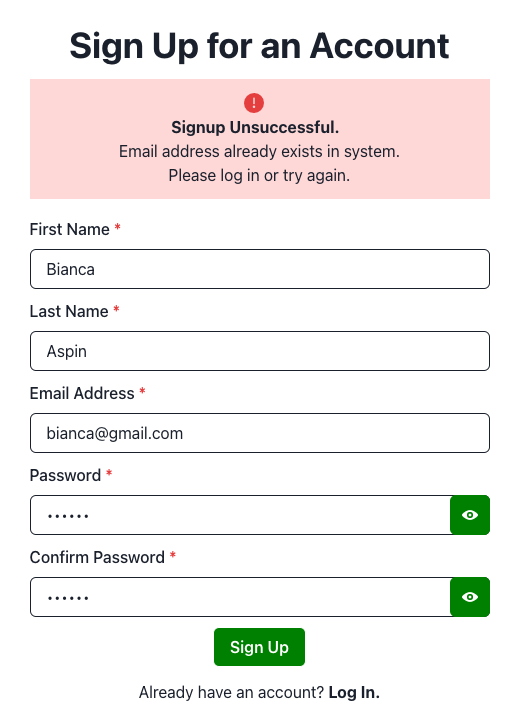 Sign Up for an Account
Signup Unsuccessful.
Email address already exists in system.
Please log in or try again.
First Name *
Bianca
Last Name *
Aspin
Email Address *
bianca@gmail.com
Password *
••••••
Confirm Password *
••••••
Sign Up
Already have an account? Log In.